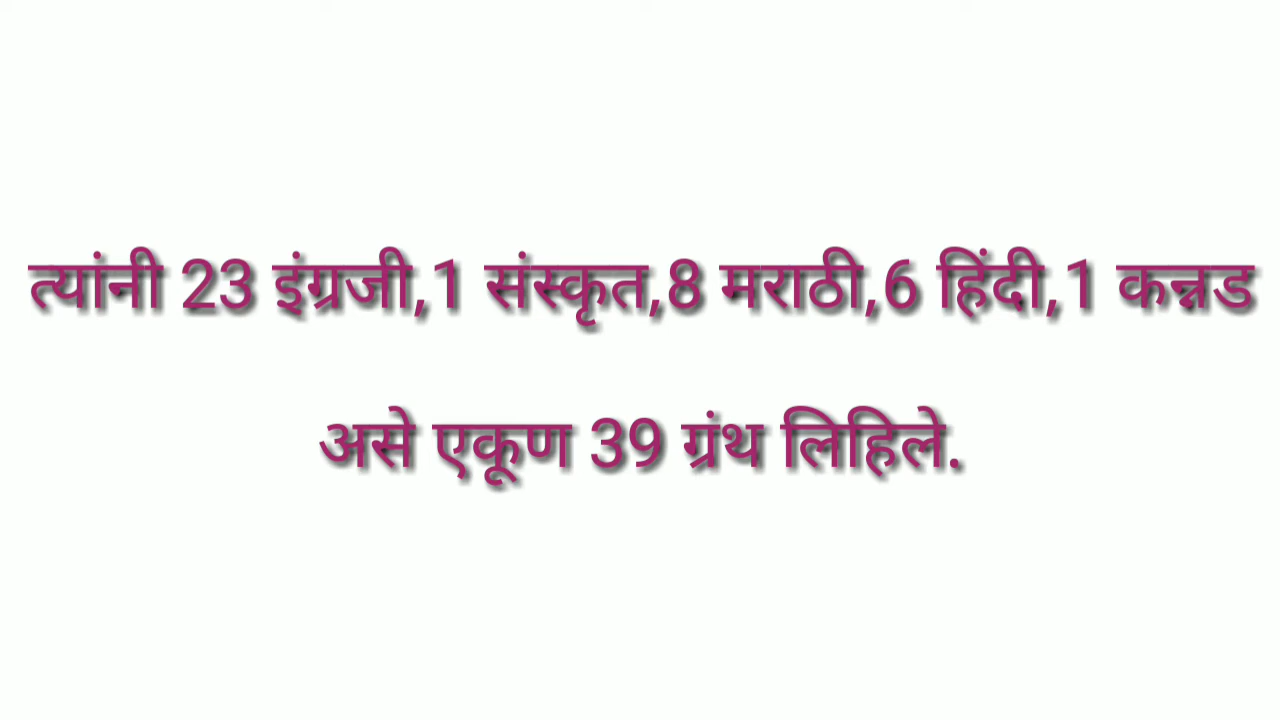 त्यांनी 23 इंग्रजी,1 संस्कृत,8 मराठी,6 हिंदी,1 कन्नड
असे एकूण 39 ग्रंथ लिहिले.